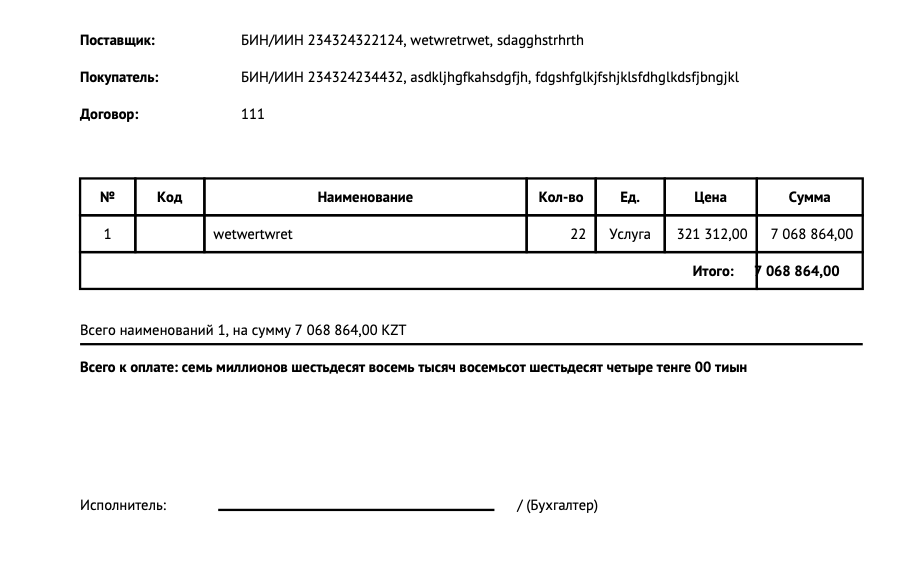 Поставщик: БИН/ИИН 234324322124, wetwretrwet, sdagghstrhrth
Покупатель: БИН/ИИН 234324234432, asdkljhgfkahsdgfjh, fdgshfglkjfshjklsfdhglkdsfjbngjkl
Договор: 111
№ Код Наименование Кол-во Ед. Цена Сумма
1 wetwertwret 22 Услуга 321 312,00 7 068 864,00
Итого: 7 068 864,00
Всего наименований 1, на сумму 7 068 864,00 KZT
Всего к оплате: семь миллионов шестьдесят восемь тысяч восемьсот шестьдесят четыре тенге 00 тиын
Исполнитель: / (Бухгалтер)